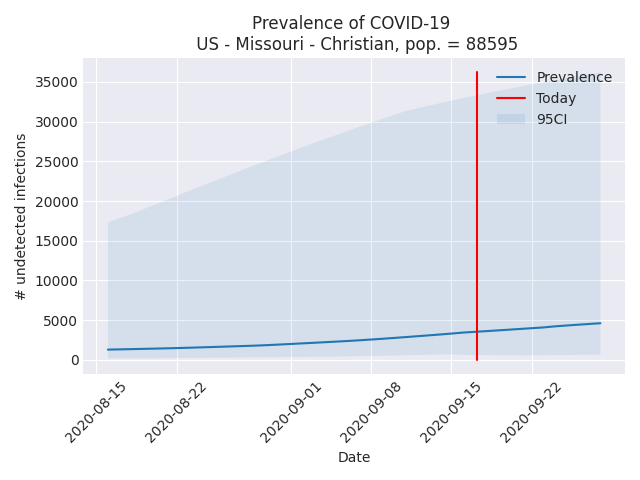 Prevalence of COVID-19
US - Missouri - Christian, pop. = 88595
Prevalence
Today
95CI
35000
30000
25000
20000
15000
10000
5000
0
# undetected infections
2020-08-15
2020-08-22
2020-09-01
2020-09-08
2020-09-15
2020-09-22
Date